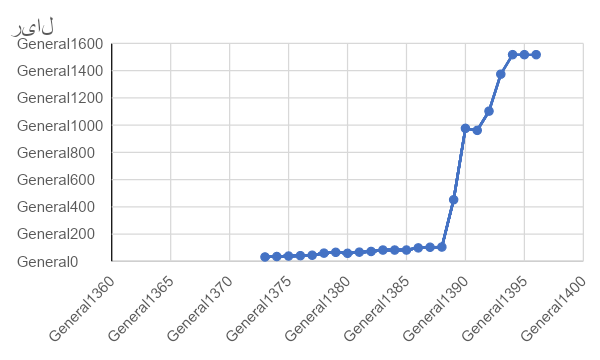 ریال
General1600
General1400
General1200
General1000
General800
General600
General400
General200
General0
General1360
General1365
General1370
General1375
General1380
General1385
General1390
General1395
General1400